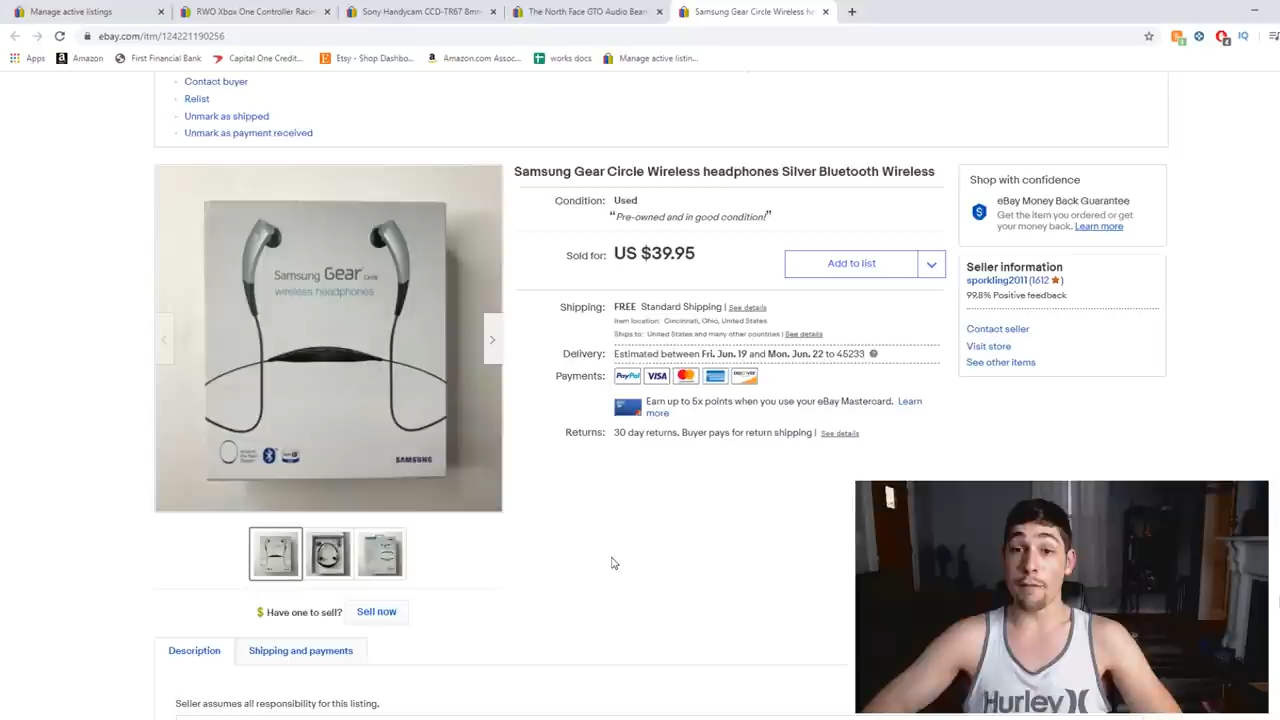 Manage active listings
RWO Xbox One Controller Racin
Sony Handycam CCD-TR67 8mm
The North Face GTO Audio Bean
Samsung Gear Circle Wireless he
ebay.com/itm/124221190256
Apps
Amazon
First Financial Bank
Capital One Credit...
Etsy - Shop Dashbo...
Amazon.com Assoc...
works docs
Manage active listin...
Contact buyer
Relist
Unmark as shipped
Unmark as payment received
Samsung Gear Circle
wireless headphones
SAMSUNG
Samsung Gear Circle Wireless headphones Silver Bluetooth Wireless
Condition: Used
“Pre-owned and in good condition!”
Sold for: US $39.95
Add to list
Shipping: FREE Standard Shipping | See details
Item location: Cincinnati, Ohio, United States
Ships to: United States and many other countries | See details
Delivery: Estimated between Fri. Jun. 19 and Mon. Jun. 22 to 45233
Payments: PayPal VISA
Earn up to 5x points when you use your eBay Mastercard. Learn
more
Returns: 30 day returns. Buyer pays for return shipping | See details
Shop with confidence
eBay Money Back Guarantee
Get the item you ordered or get
your money back. Learn more
Seller information
sporkling2011 (1612 )
99.8% Positive feedback
Contact seller
Visit store
See other items
Have one to sell? Sell now
Description
Shipping and payments
Seller assumes all responsibility for this listing.
Hurley